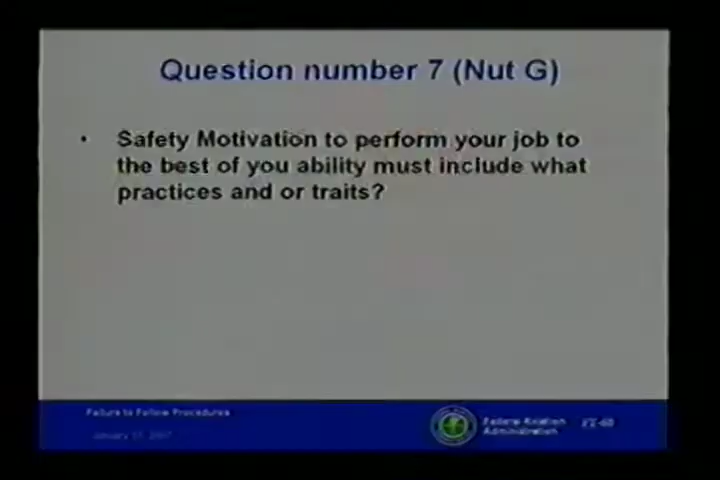 Question number 7 (Nut G)
• Safety Motivation to perform your job to
the best of you ability must include what
practices and or traits?
Failure to Follow Procedures
Federal Aviation
Administration